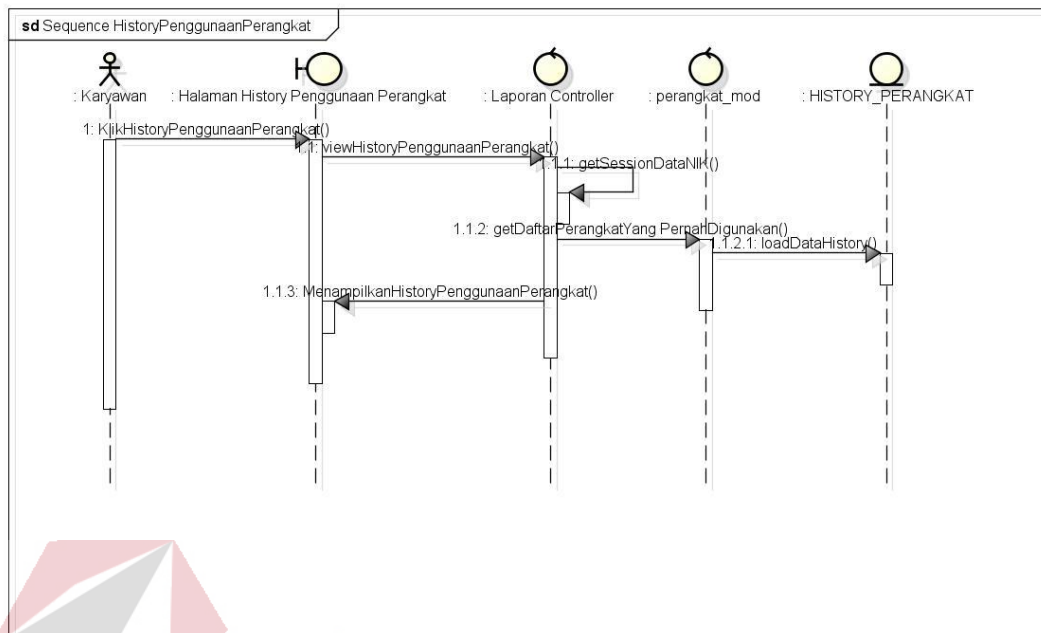 sd Sequence HistoryPenggunaanPerangkat
: Karyawan
: Halaman History Penggunaan Perangkat
: Laporan Controller
: perangkat_mod
: HISTORY_PERANGKAT
1: KlikHistoryPenggunaanPerangkat()
1.1: viewHistoryPenggunaanPerangkat()
1.1.1: getSessionDataNIK()
1.1.2: getDaftarPerangkatYang PernahDigunakan()
1.1.2.1: loadDataHistory()
1.1.3: MenampilkanHistoryPenggunaanPerangkat()